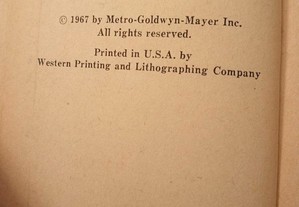 © 1967 by Metro-Goldwyn-Mayer Inc.
All rights reserved.
Printed in U.S.A. by
Western Printing and Lithographing Company